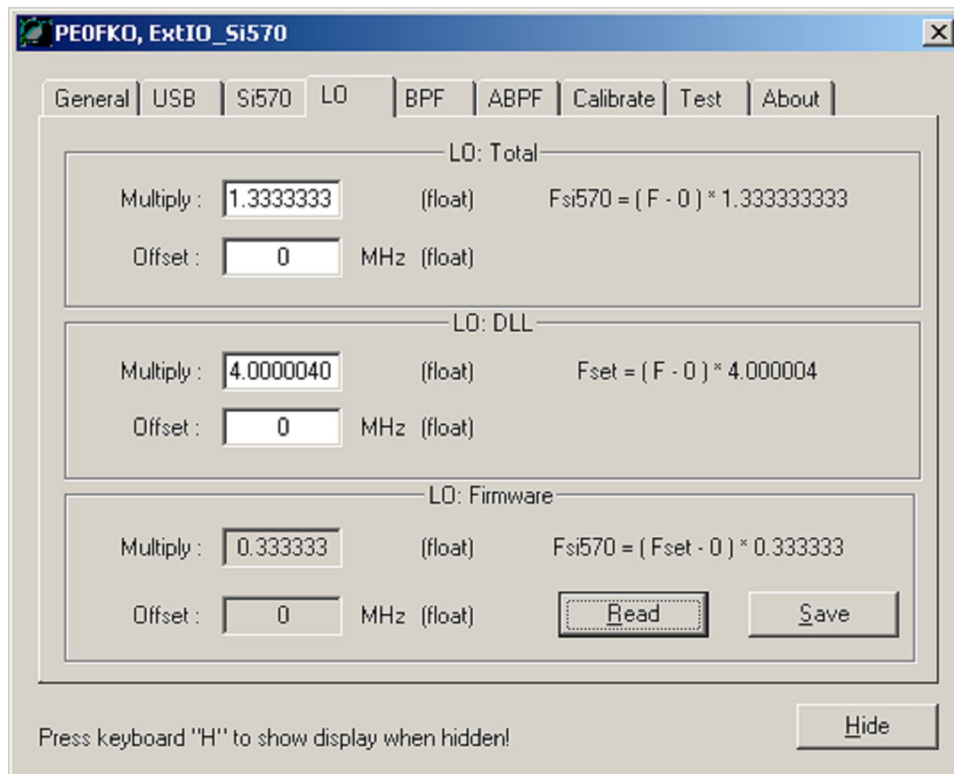 PE0FKO, ExtIO_Si570
General USB Si570 LO BPF ABPF Calibrate Test About
LO: Total
Multiply : 1.3333333 (float) Fsi570 = ( F - 0 ) * 1.333333333
Offset : 0 MHz (float)
LO: DLL
Multiply : 4.0000040 (float) Fset = ( F - 0 ) * 4.000004
Offset : 0 MHz (float)
LO: Firmware
Multiply : 0.333333 (float) Fsi570 = ( Fset - 0 ) * 0.333333
Offset : 0 MHz (float) Read Save
Press keyboard "H" to show display when hidden! Hide